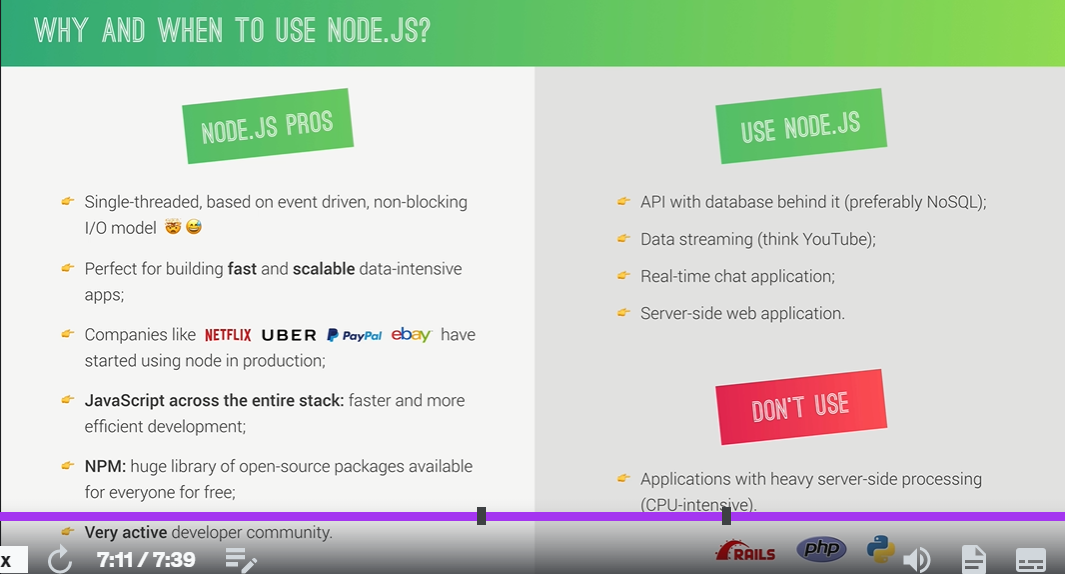 WHY AND WHEN TO USE NODE.JS?
NODE.JS PROS
Single-threaded, based on event driven, non-blocking
I/O model 🤯 😅
Perfect for building fast and scalable data-intensive
apps;
Companies like NETFLIX UBER PayPal ebay have
started using node in production;
JavaScript across the entire stack: faster and more
efficient development;
NPM: huge library of open-source packages available
for everyone for free;
Very active developer community.
USE NODE.JS
API with database behind it (preferably NoSQL);
Data streaming (think YouTube);
Real-time chat application;
Server-side web application.
DON'T USE
Applications with heavy server-side processing
(CPU-intensive).
RAILS php
x 7:11 / 7:39